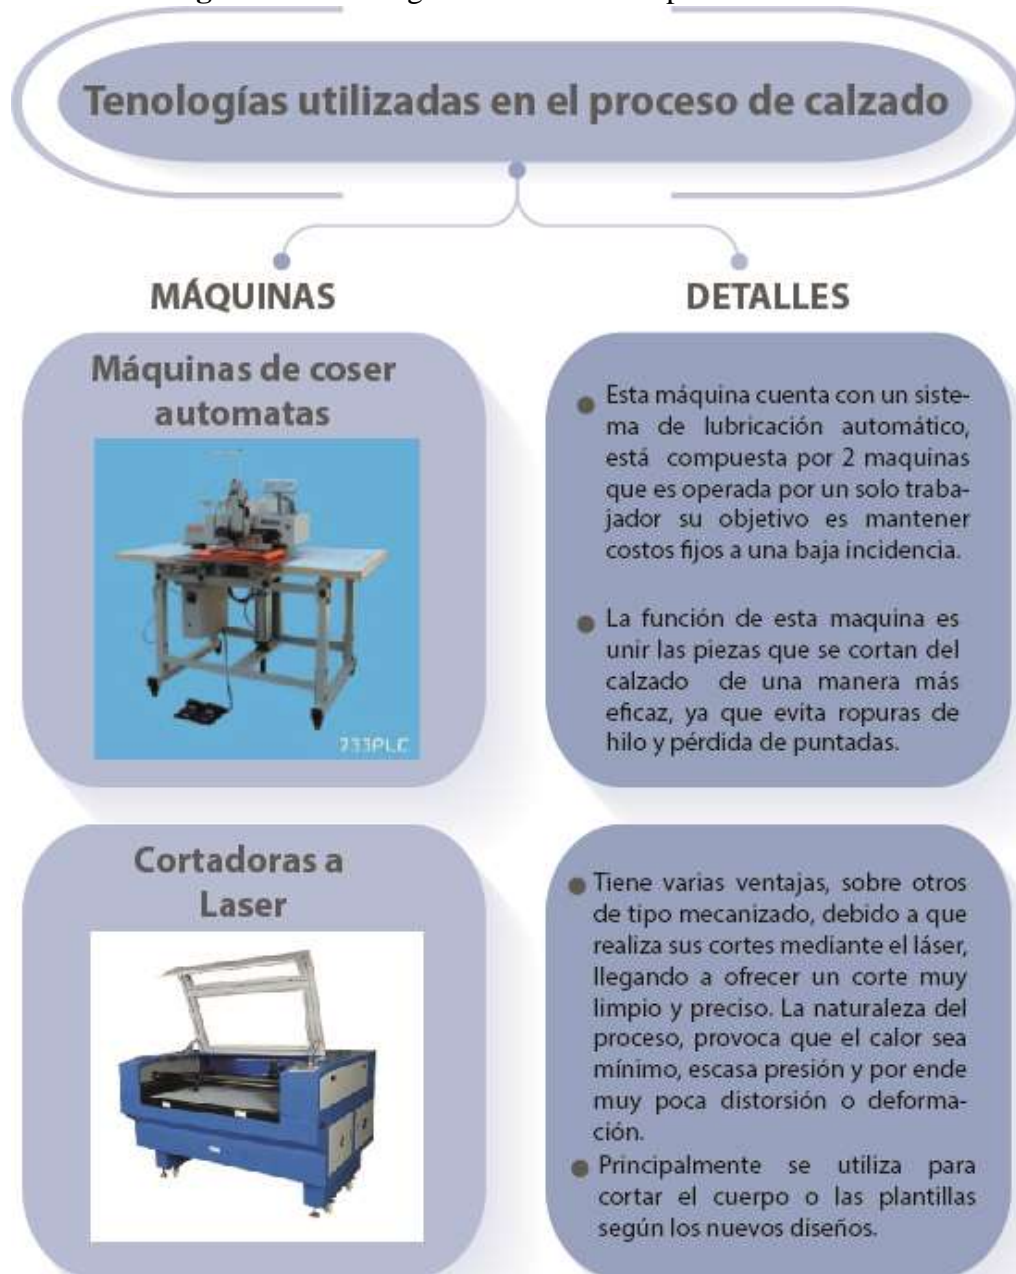 Tenologías utilizadas en el proceso de calzado
MÁQUINAS
DETALLES
Máquinas de coser
automatas
733PLC
Esta máquina cuenta con un siste-
ma de lubricación automático,
está compuesta por 2 maquinas
que es operada por un solo traba-
jador su objetivo es mantener
costos fijos a una baja incidencia.
La función de esta maquina es
unir las piezas que se cortan del
calzado de una manera más
eficaz, ya que evita ropuras de
hilo y pérdida de puntadas.
Cortadoras a
Laser
Tiene varias ventajas, sobre otros
de tipo mecanizado, debido a que
realiza sus cortes mediante el láser,
llegando a ofrecer un corte muy
limpio y preciso. La naturaleza del
proceso, provoca que el calor sea
mínimo, escasa presión y por ende
muy poca distorsión o deforma-
ción.
Principalmente se utiliza para
cortar el cuerpo o las plantillas
según los nuevos diseños.